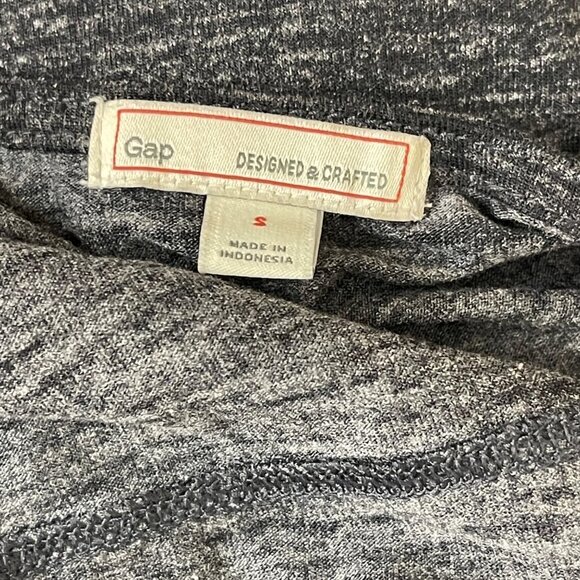 Gap DESIGNED & CRAFTED
S
MADE IN
INDONESIA